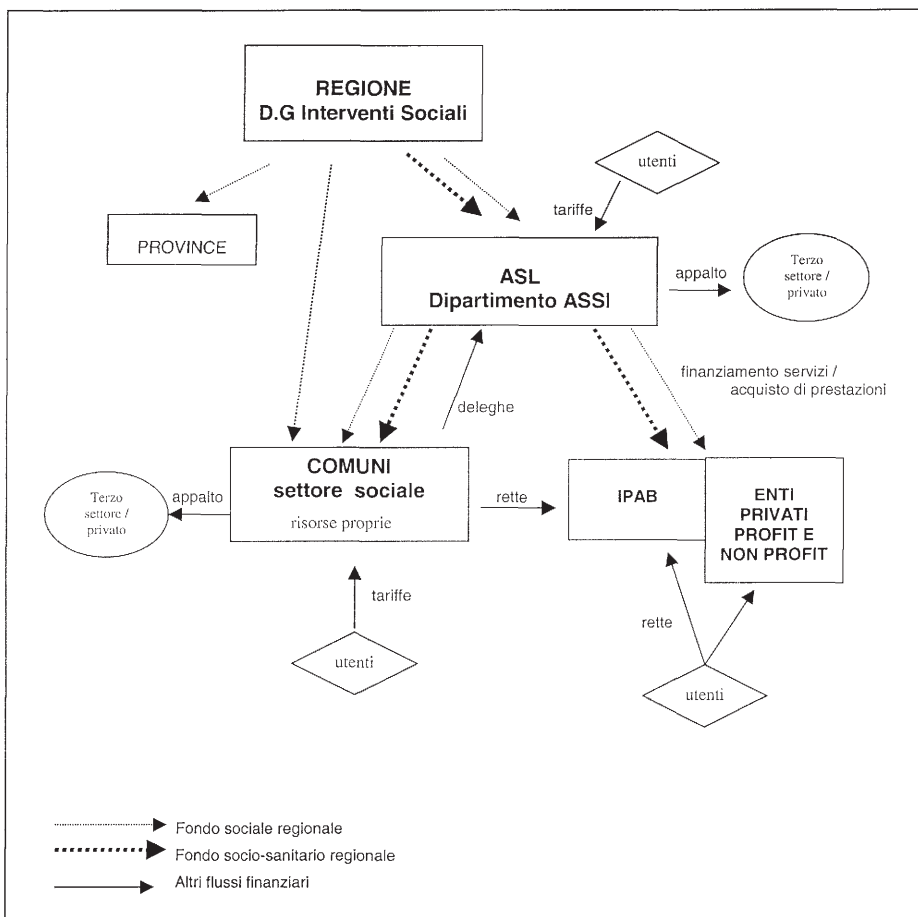 REGIONE
D.G Interventi Sociali
utenti
tariffe
PROVINCE
ASL
Dipartimento ASSI
appalto
Terzo
settore /
privato
finanziamento servizi /
acquisto di prestazioni
deleghe
COMUNI
settore sociale
risorse proprie
Terzo
settore /
privato
appalto
rette
IPAB
ENTI
PRIVATI
PROFIT E
NON PROFIT
tariffe
utenti
rette
utenti
Fondo sociale regionale
Fondo socio-sanitario regionale
Altri flussi finanziari